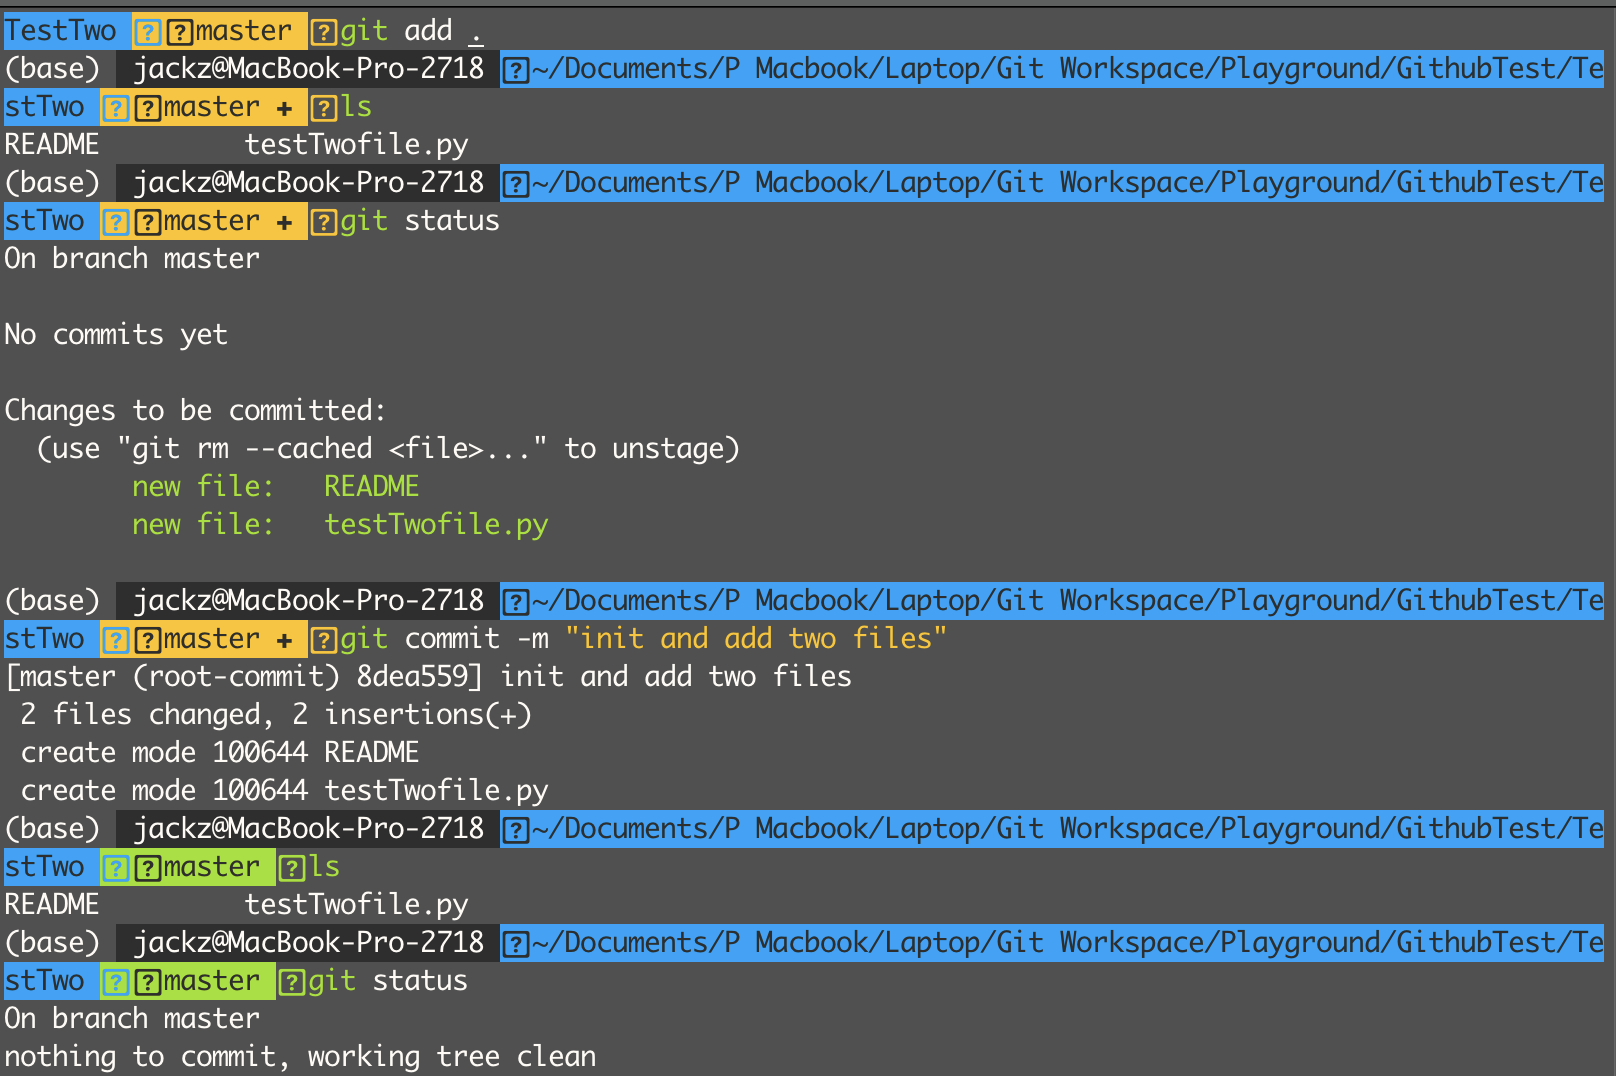 TestTwo ??master ?git add .
(base) jackz@MacBook-Pro-2718 ?~/Documents/P Macbook/Laptop/Git Workspace/Playground/GithubTest/Te
stTwo ??master + ?ls
README         testTwofile.py
(base) jackz@MacBook-Pro-2718 ?~/Documents/P Macbook/Laptop/Git Workspace/Playground/GithubTest/Te
stTwo ??master + ?git status
On branch master
No commits yet
Changes to be committed:
  (use "git rm --cached <file>..." to unstage)
        new file:   README
        new file:   testTwofile.py
(base) jackz@MacBook-Pro-2718 ?~/Documents/P Macbook/Laptop/Git Workspace/Playground/GithubTest/Te
stTwo ??master + ?git commit -m "init and add two files"
[master (root-commit) 8dea559] init and add two files
 2 files changed, 2 insertions(+)
 create mode 100644 README
 create mode 100644 testTwofile.py
(base) jackz@MacBook-Pro-2718 ?~/Documents/P Macbook/Laptop/Git Workspace/Playground/GithubTest/Te
stTwo ??master ?ls
README         testTwofile.py
(base) jackz@MacBook-Pro-2718 ?~/Documents/P Macbook/Laptop/Git Workspace/Playground/GithubTest/Te
stTwo ??master ?git status
On branch master
nothing to commit, working tree clean